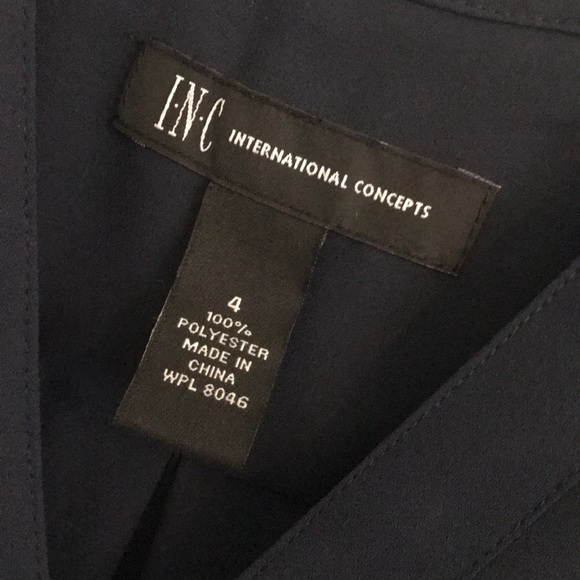 I·N·C INTERNATIONAL CONCEPTS
4
100%
POLYESTER
MADE IN
CHINA
WPL 8046